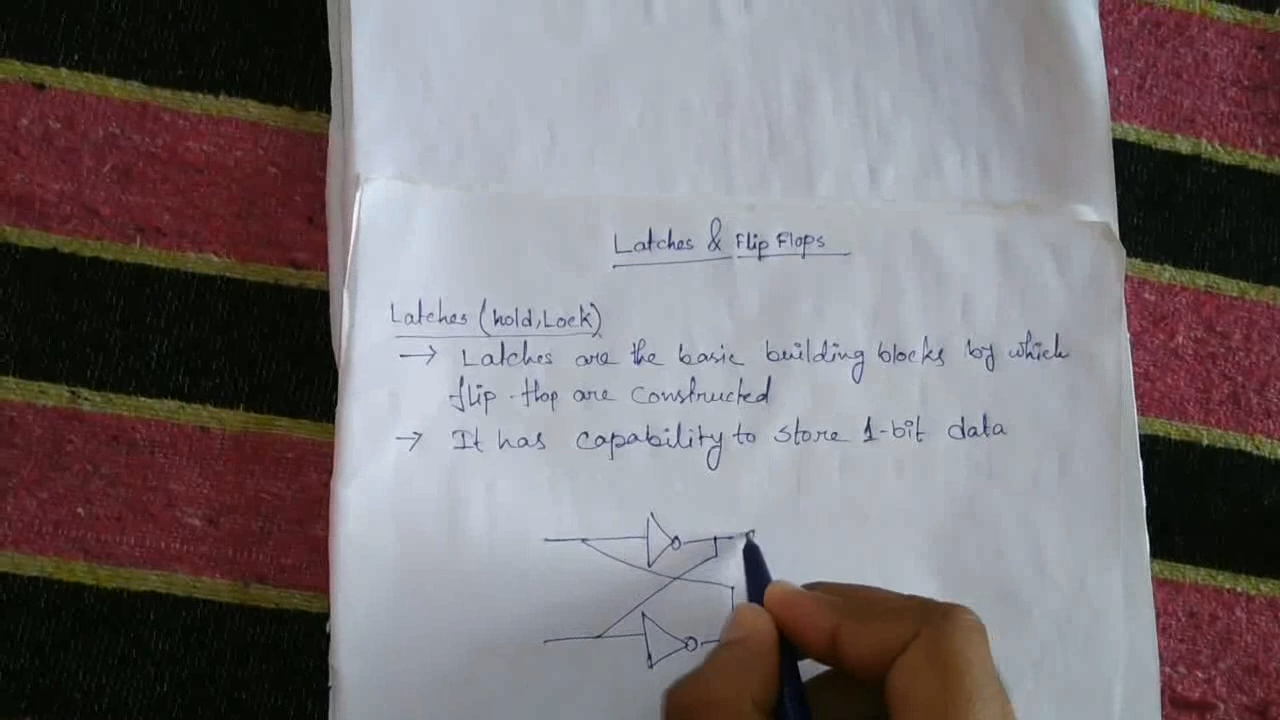 Latches & Flip Flops
Latches (hold, Lock)
→ Latches are the basic building blocks by which
flip-flop are constructed
→ It has capability to store 1-bit data